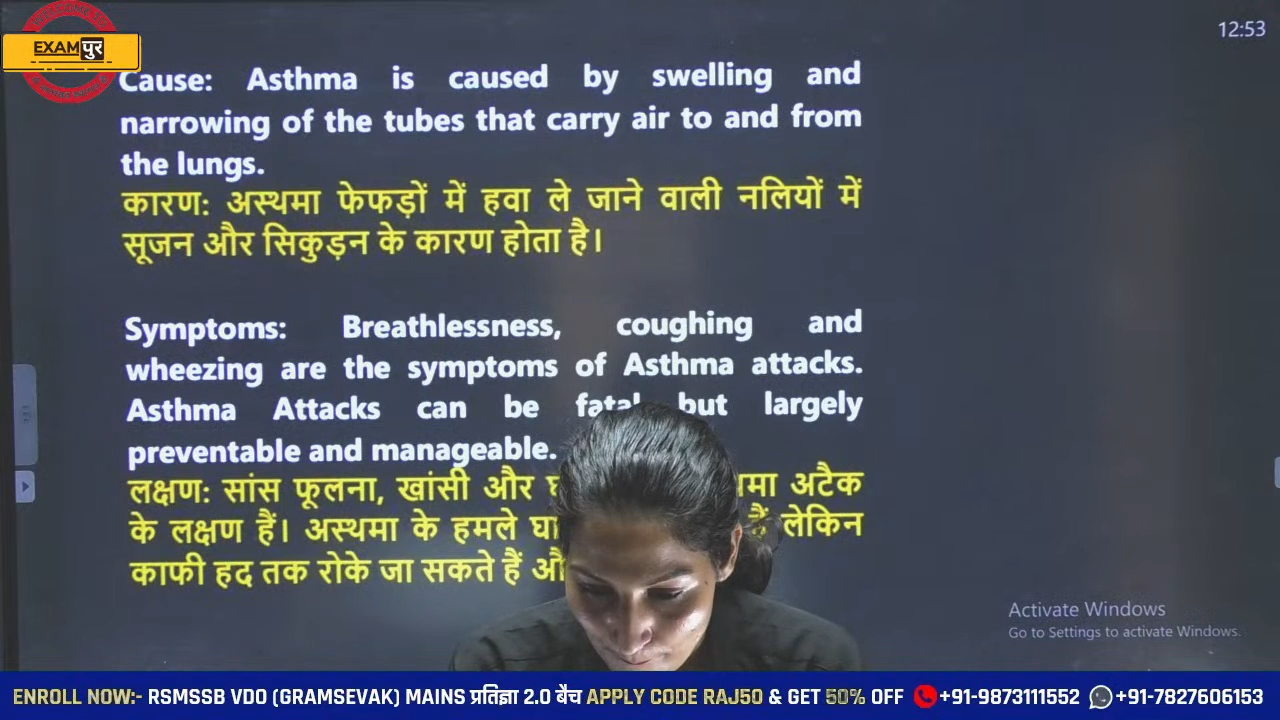 EXAMपुर
12:53
Cause: Asthma is caused by swelling and
narrowing of the tubes that carry air to and from
the lungs.
कारण: अस्थमा फेफड़ों में हवा ले जाने वाली नलियों में
सूजन और सिकुड़न के कारण होता है।
Symptoms: Breathlessness, coughing and
wheezing are the symptoms of Asthma attacks.
Asthma Attacks can be fatal but largely
preventable and manageable.
लक्षण: सांस फूलना, खांसी और अटैक
के लक्षण हैं। अस्थमा के हमले हैं लेकिन
काफी हद तक रोके जा सकते हैं
Activate Windows
Go to Settings to activate Windows.
ENROLL NOW:- RSMSSB VDO (GRAMSEVAK) MAINS प्रतिज्ञा 2.0 बैच APPLY CODE RAJ50 & GET 50% OFF +91-9873111552 +91-7827606153